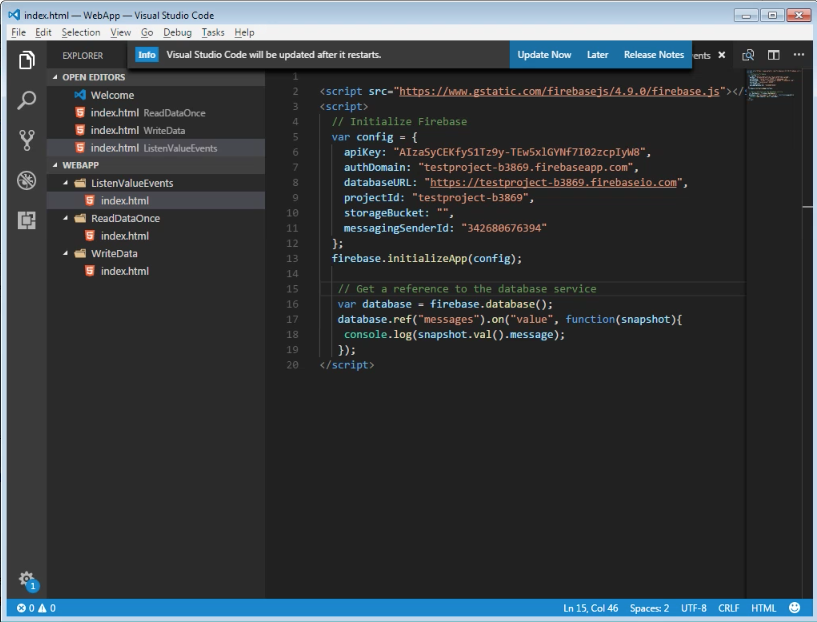 index.html — WebApp — Visual Studio Code
File Edit Selection View Go Debug Tasks Help
EXPLORER
Info Visual Studio Code will be updated after it restarts. Update Now Later Release Notes
ents
OPEN EDITORS
Welcome
index.html ReadDataOnce
index.html WriteData
index.html ListenValueEvents
WEBAPP
ListenValueEvents
index.html
ReadDataOnce
index.html
WriteData
index.html
1
2 <script src="https://www.gstatic.com/firebasejs/4.9.0/firebase.js"></
3 <script>
4 // Initialize Firebase
5 var config = {
6 apiKey: "AIzaSyCEKfyS1Tz9y-TEw5xlGYNf7I02zcpIyW8",
7 authDomain: "testproject-b3869.firebaseapp.com",
8 databaseURL: "https://testproject-b3869.firebaseio.com",
9 projectId: "testproject-b3869",
10 storageBucket: "",
11 messagingSenderId: "342680676394"
12 };
13 firebase.initializeApp(config);
14
15 // Get a reference to the database service
16 var database = firebase.database();
17 database.ref("messages").on("value", function(snapshot){
18 console.log(snapshot.val().message);
19 });
20 </script>
1
0 0 Ln 15, Col 46 Spaces: 2 UTF-8 CRLF HTML